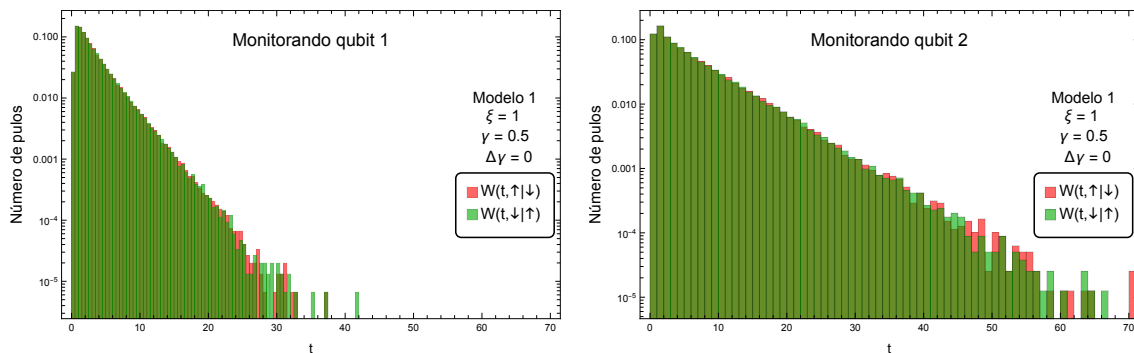 Monitorando qubit 1
Número de pulos
0.100
0.010
0.001
10⁻⁴
10⁻⁵
Modelo 1
ξ = 1
γ = 0.5
Δγ = 0
W(t,↑|↓)
W(t,↓|↑)
0 10 20 30 40 50 60 70
t
Monitorando qubit 2
Número de pulos
0.100
0.010
0.001
10⁻⁴
10⁻⁵
Modelo 1
ξ = 1
γ = 0.5
Δγ = 0
W(t,↑|↓)
W(t,↓|↑)
0 10 20 30 40 50 60 70
t